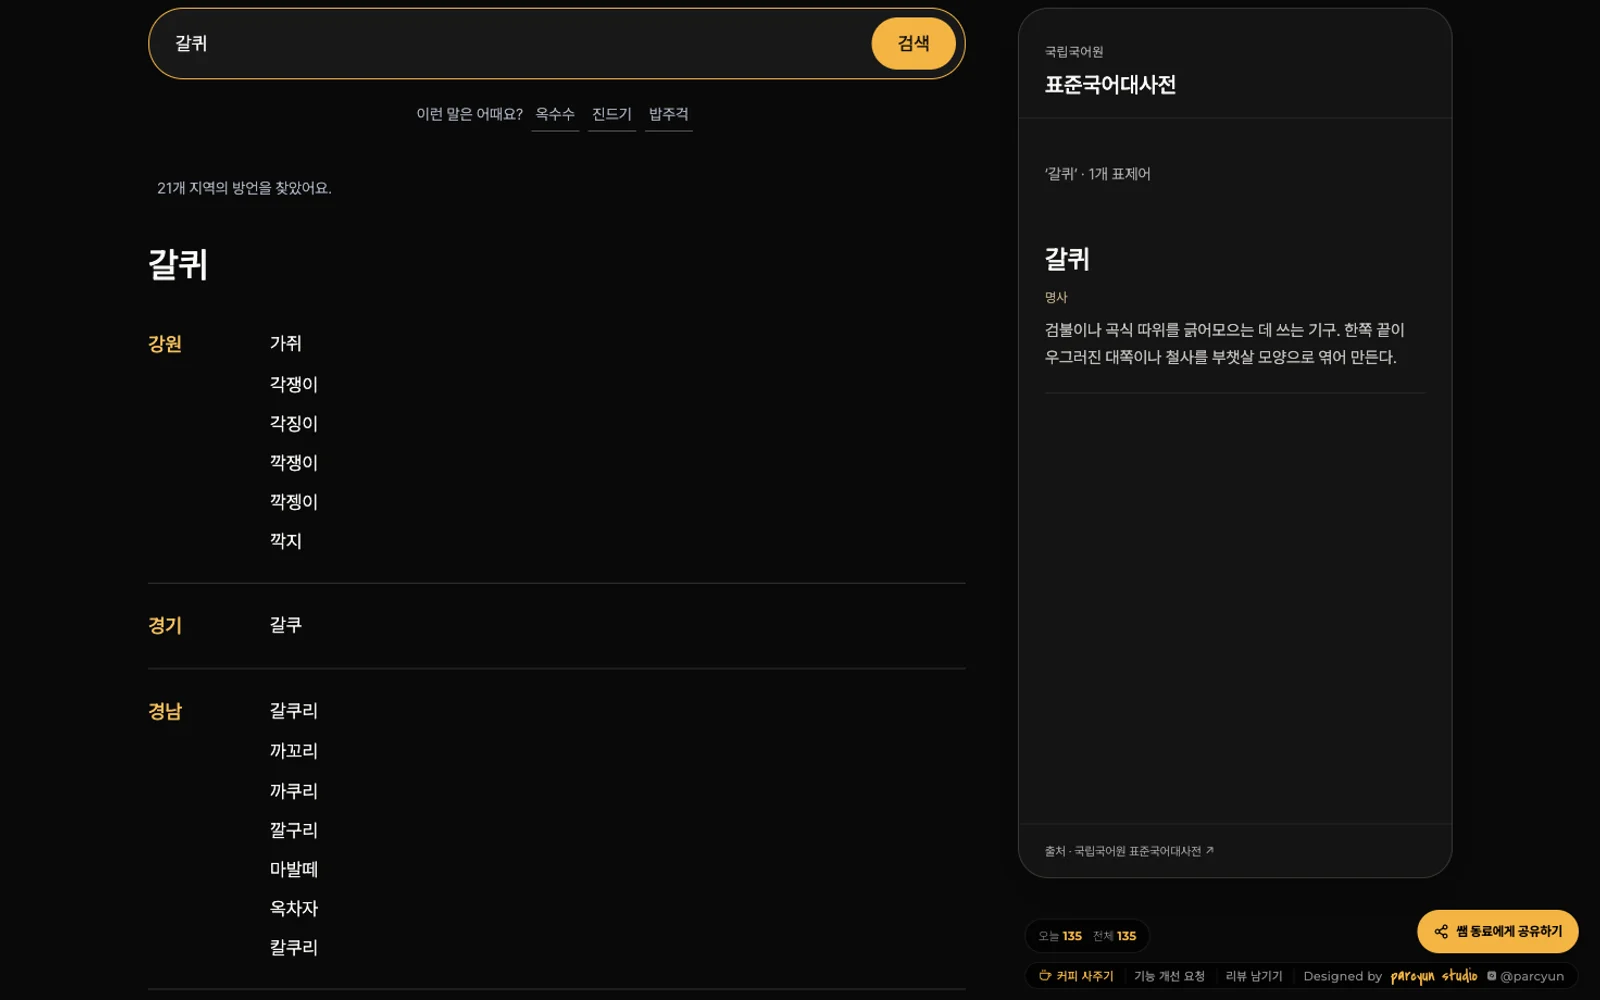 갈퀴
검색
이런 말은 어때요? 옥수수 진드기 밥주걱
21개 지역의 방언을 찾았어요.
갈퀴
강원
가쥐
각쟁이
각징이
깍쟁이
깍젱이
깍지
경기
갈쿠
경남
갈쿠리
까꼬리
까쿠리
깔구리
마발떼
옥차자
칼쿠리
국립국어원
표준국어대사전
‘갈퀴’ · 1개 표제어
갈퀴
명사
검불이나 곡식 따위를 긁어모으는 데 쓰는 기구. 한쪽 끝이
우그러진 대쪽이나 철사를 부챗살 모양으로 엮어 만든다.
출처 · 국립국어원 표준국어대사전 ↗
오늘 135 전체 135
쌤 동료에게 공유하기
커피 사주기 기능 개선 요청 리뷰 남기기 Designed by parcyun studio @parcyun